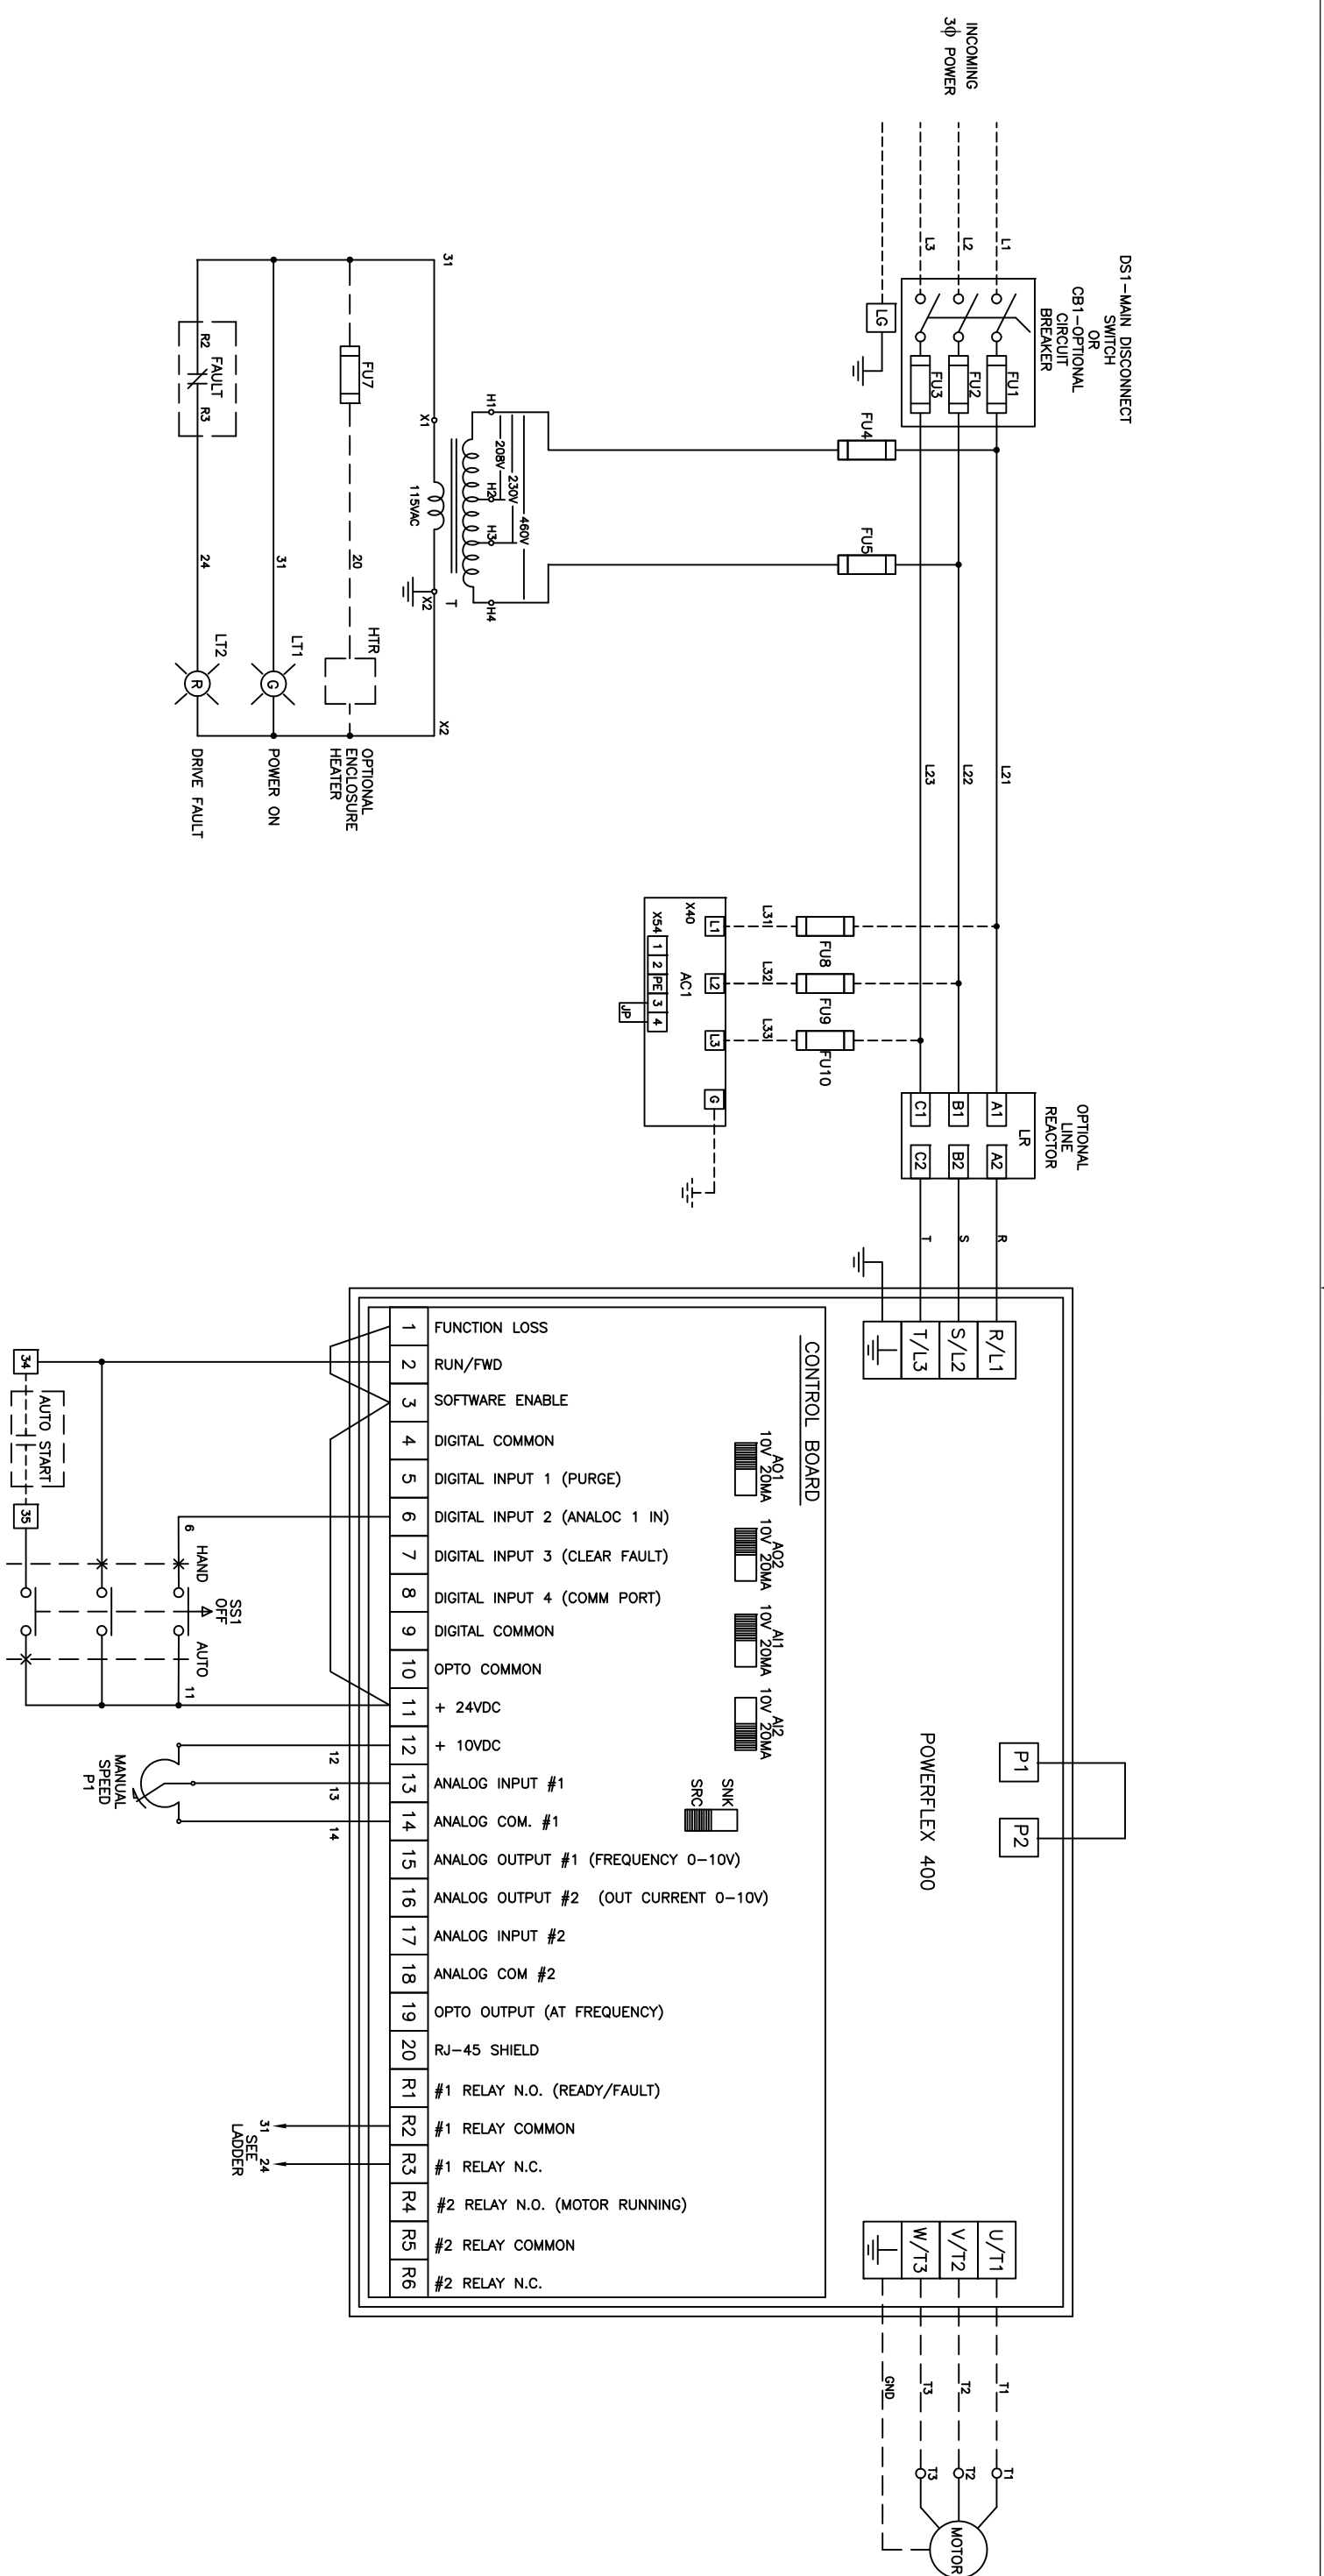 INCOMING
3Φ POWER
DS1-MAIN DISCONNECT
SWITCH
OR
CB1-OPTIONAL
CIRCUIT
BREAKER
L1
L2
L3
LG
FU1
FU2
FU3
FU4
FU5
L21
L22
L23
OPTIONAL
LINE
REACTOR
LR
A1
A2
B1
B2
C1
C2
R
S
T
FU8
FU9
FU10
L31
L32
L33
X40
L1
L2
L3
G
AC1
X54
1
2
PE
3
4
JP
H1
H2
H3
H4
208V
230V
460V
31
X1
115VAC
X2
T
X2
FU7
20
HTR
OPTIONAL
ENCLOSURE
HEATER
31
LT1
G
POWER ON
FAULT
R2
R3
24
LT2
R
DRIVE FAULT
R/L1
S/L2
T/L3
P1
P2
POWERFLEX 400
U/T1
V/T2
W/T3
T1
T2
T3
GND
T1
T2
T3
MOTOR
CONTROL BOARD
AO1
10V 20MA
AO2
10V 20MA
AI1
10V 20MA
AI2
10V 20MA
SNK
SRC
1 FUNCTION LOSS
2 RUN/FWD
3 SOFTWARE ENABLE
4 DIGITAL COMMON
5 DIGITAL INPUT 1 (PURGE)
6 DIGITAL INPUT 2 (ANALOC 1 IN)
7 DIGITAL INPUT 3 (CLEAR FAULT)
8 DIGITAL INPUT 4 (COMM PORT)
9 DIGITAL COMMON
10 OPTO COMMON
11 + 24VDC
12 + 10VDC
13 ANALOG INPUT #1
14 ANALOG COM. #1
15 ANALOG OUTPUT #1 (FREQUENCY 0-10V)
16 ANALOG OUTPUT #2 (OUT CURRENT 0-10V)
17 ANALOG INPUT #2
18 ANALOG COM #2
19 OPTO OUTPUT (AT FREQUENCY)
20 RJ-45 SHIELD
R1 #1 RELAY N.O. (READY/FAULT)
R2 #1 RELAY COMMON
R3 #1 RELAY N.C.
R4 #2 RELAY N.O. (MOTOR RUNNING)
R5 #2 RELAY COMMON
R6 #2 RELAY N.C.
6
HAND
SS1
OFF
AUTO
11
34
AUTO START
35
12
13
14
MANUAL
SPEED
P1
31
24
SEE
LADDER